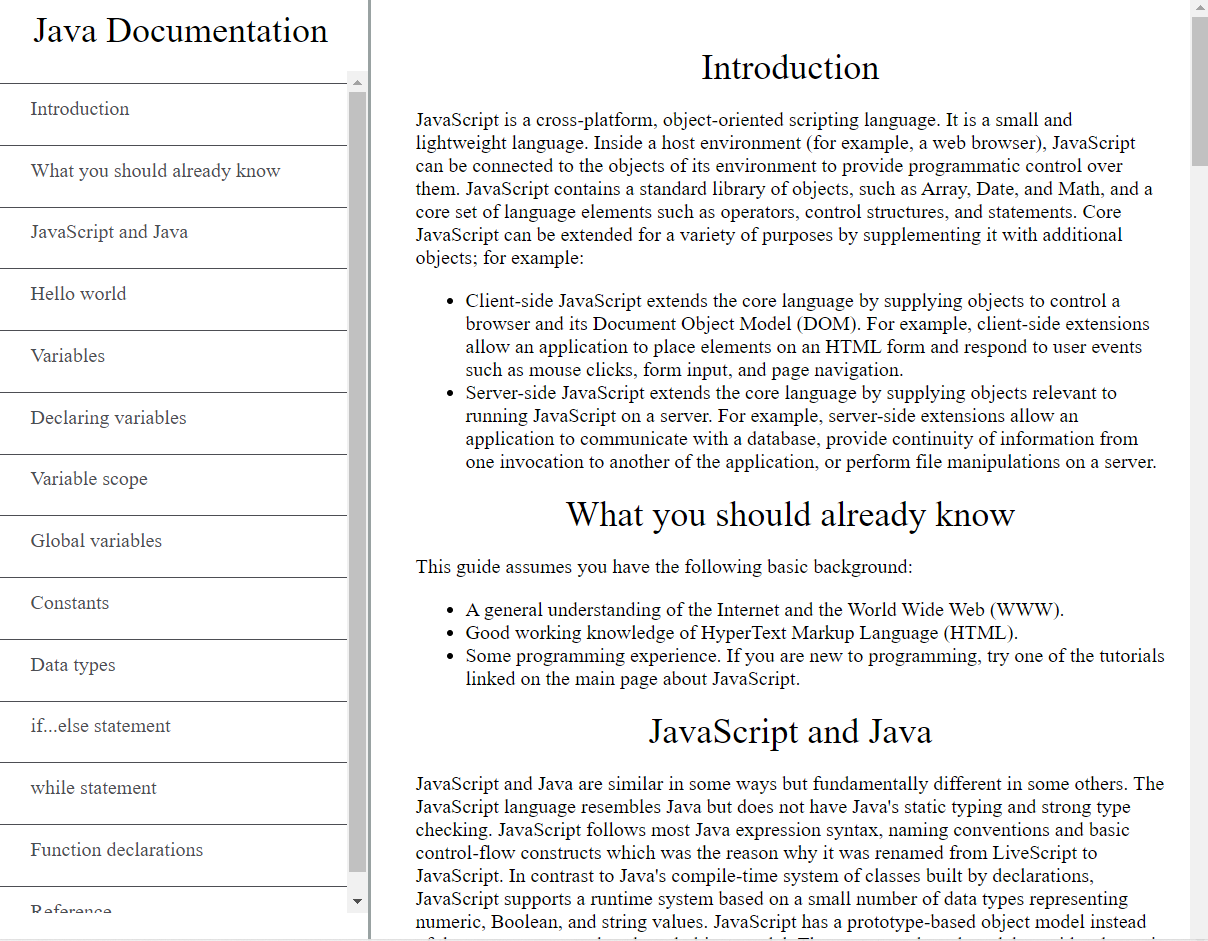 Java Documentation
Introduction
What you should already know
JavaScript and Java
Hello world
Variables
Declaring variables
Variable scope
Global variables
Constants
Data types
if...else statement
while statement
Function declarations
Reference
Introduction
JavaScript is a cross-platform, object-oriented scripting language. It is a small and
lightweight language. Inside a host environment (for example, a web browser), JavaScript
can be connected to the objects of its environment to provide programmatic control over
them. JavaScript contains a standard library of objects, such as Array, Date, and Math, and a
core set of language elements such as operators, control structures, and statements. Core
JavaScript can be extended for a variety of purposes by supplementing it with additional
objects; for example:
• Client-side JavaScript extends the core language by supplying objects to control a
browser and its Document Object Model (DOM). For example, client-side extensions
allow an application to place elements on an HTML form and respond to user events
such as mouse clicks, form input, and page navigation.
• Server-side JavaScript extends the core language by supplying objects relevant to
running JavaScript on a server. For example, server-side extensions allow an
application to communicate with a database, provide continuity of information from
one invocation to another of the application, or perform file manipulations on a server.
What you should already know
This guide assumes you have the following basic background:
• A general understanding of the Internet and the World Wide Web (WWW).
• Good working knowledge of HyperText Markup Language (HTML).
• Some programming experience. If you are new to programming, try one of the tutorials
linked on the main page about JavaScript.
JavaScript and Java
JavaScript and Java are similar in some ways but fundamentally different in some others. The
JavaScript language resembles Java but does not have Java's static typing and strong type
checking. JavaScript follows most Java expression syntax, naming conventions and basic
control-flow constructs which was the reason why it was renamed from LiveScript to
JavaScript. In contrast to Java's compile-time system of classes built by declarations,
JavaScript supports a runtime system based on a small number of data types representing
numeric, Boolean, and string values. JavaScript has a prototype-based object model instead